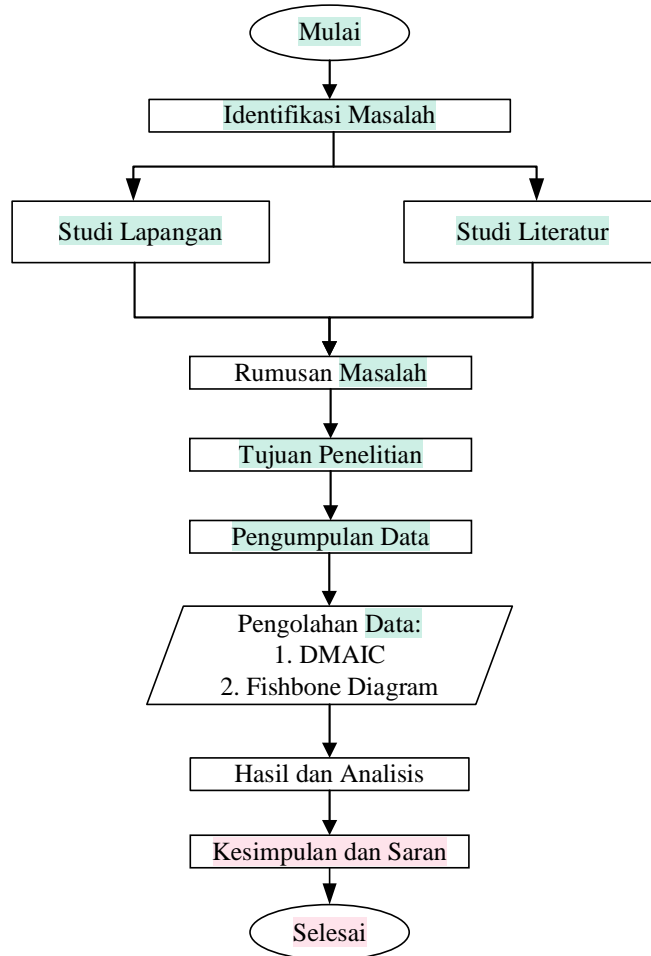 Mulai
Identifikasi Masalah
Studi Lapangan
Studi Literatur
Rumusan Masalah
Tujuan Penelitian
Pengumpulan Data
Pengolahan Data:
1. DMAIC
2. Fishbone Diagram
Hasil dan Analisis
Kesimpulan dan Saran
Selesai